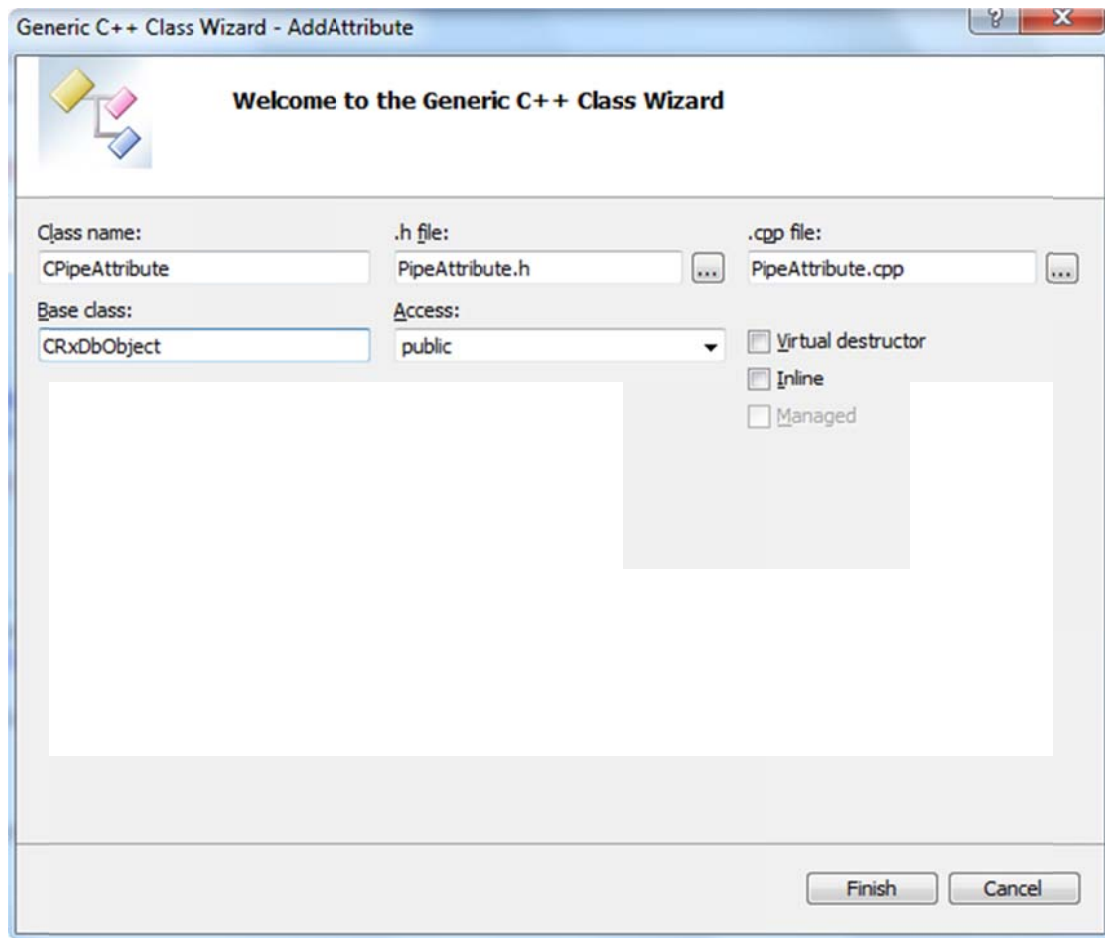 Generic C++ Class Wizard - AddAttribute
Welcome to the Generic C++ Class Wizard
Class name: .h file: .cpp file:
CPipeAttribute PipeAttribute.h ... PipeAttribute.cpp ...
Base class: Access:
CRxDbObject public Virtual destructor
Inline
Managed
Finish Cancel